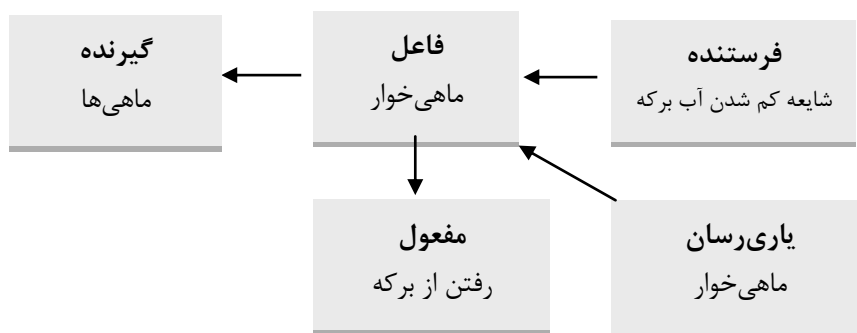 فرستنده
شایعه کم شدن آب برکه
فاعل
ماهی‌خوار
گیرنده
ماهی‌ها
یاری‌رسان
ماهی‌خوار
مفعول
رفتن از برکه